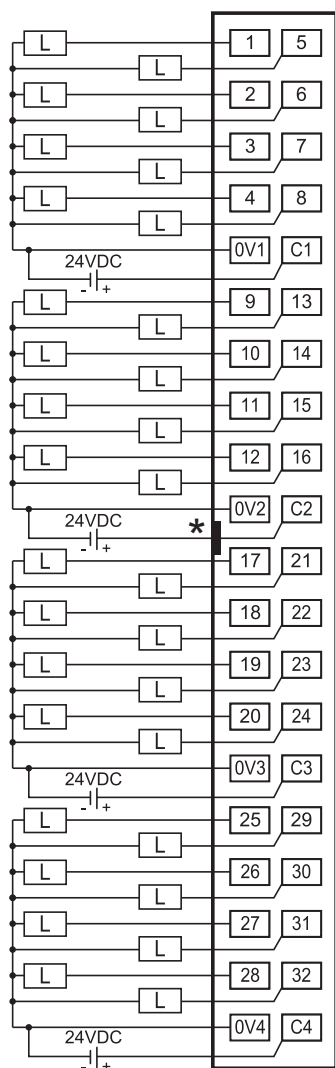 L 1 5
L
L 2 6
L
L 3 7
L
L 4 8
L
0V1 C1
24VDC
- +
L 9 13
L
L 10 14
L
L 11 15
L
L 12 16
L
0V2 C2
24VDC *
- +
L 17 21
L
L 18 22
L
L 19 23
L
L 20 24
L
0V3 C3
24VDC
- +
L 25 29
L
L 26 30
L
L 27 31
L
L 28 32
L
0V4 C4
24VDC
- +